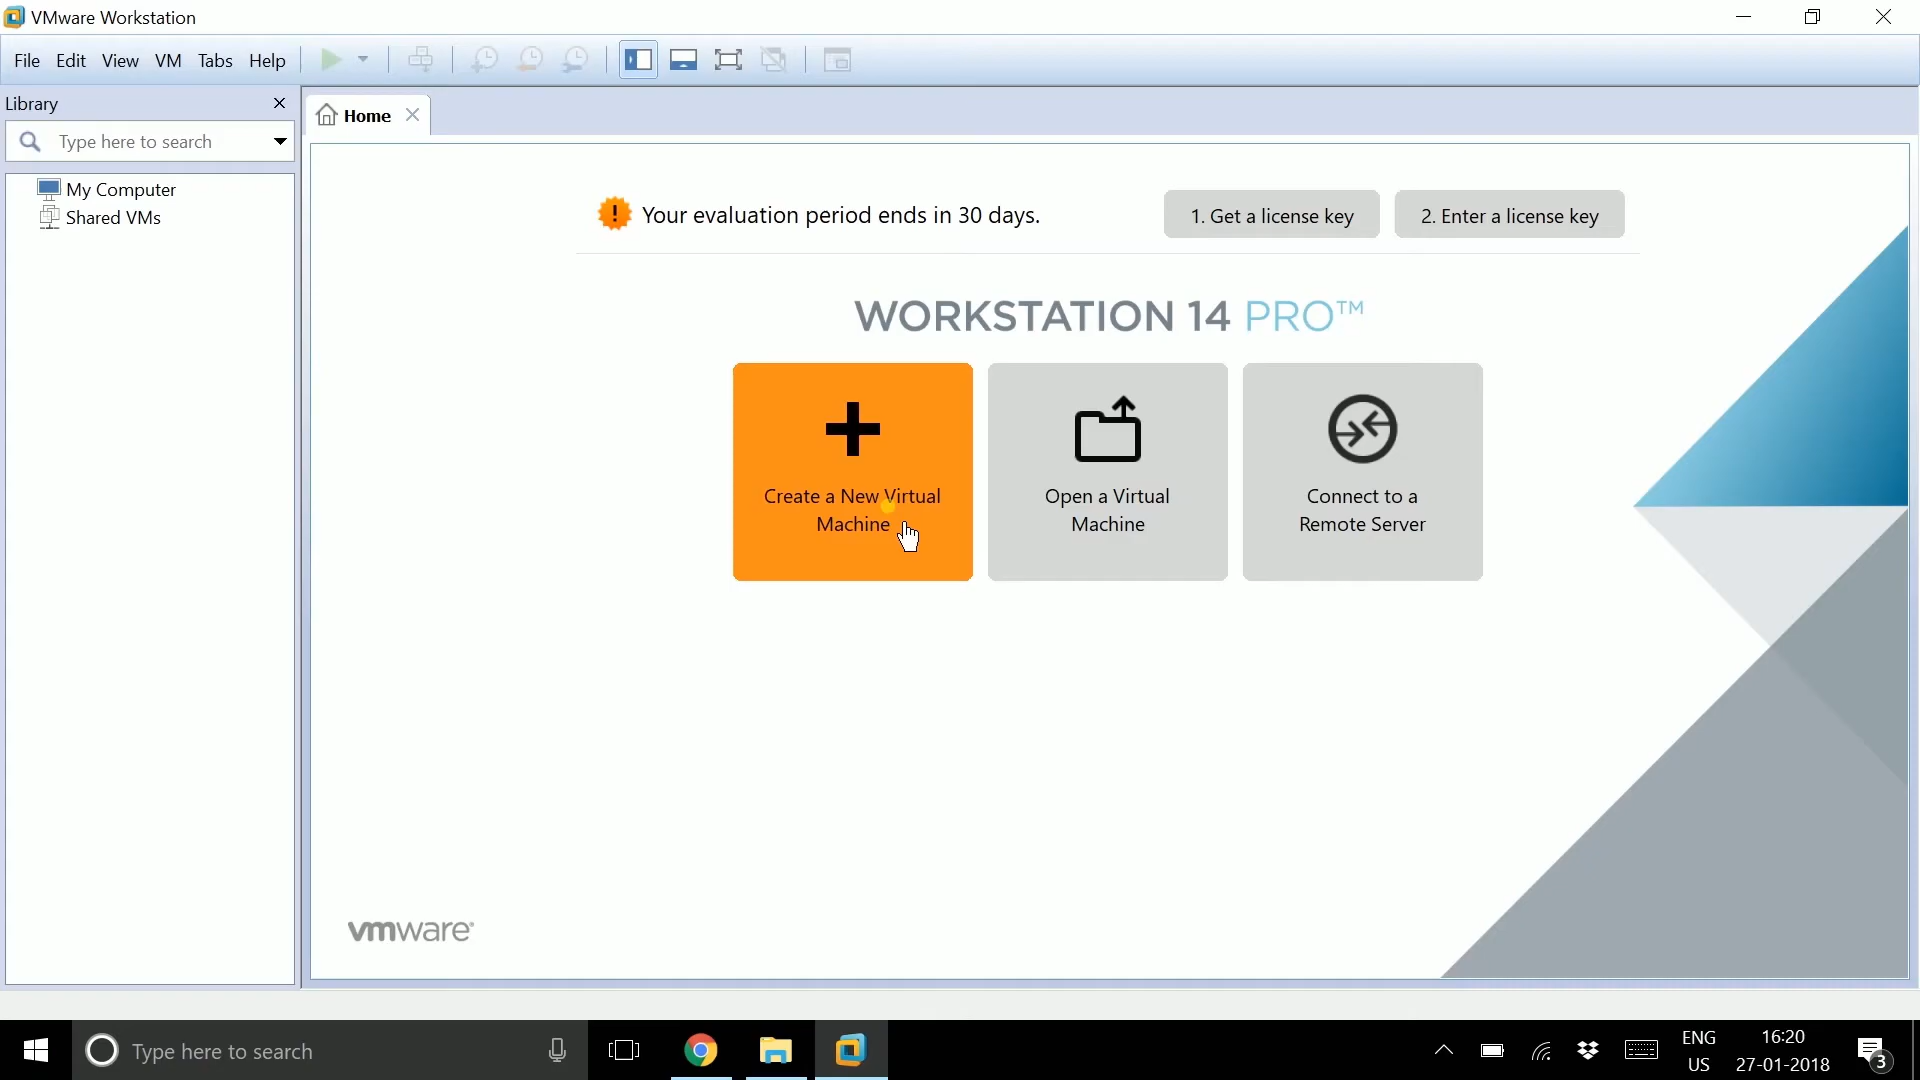 VMware Workstation
File Edit View VM Tabs Help
Library
Home
Type here to search
My Computer
Shared VMs
! Your evaluation period ends in 30 days.
1. Get a license key
2. Enter a license key
WORKSTATION 14 PRO™
Create a New Virtual
Machine
Open a Virtual
Machine
Connect to a
Remote Server
vmware®
Type here to search
ENG
US
16:20
27-01-2018
3